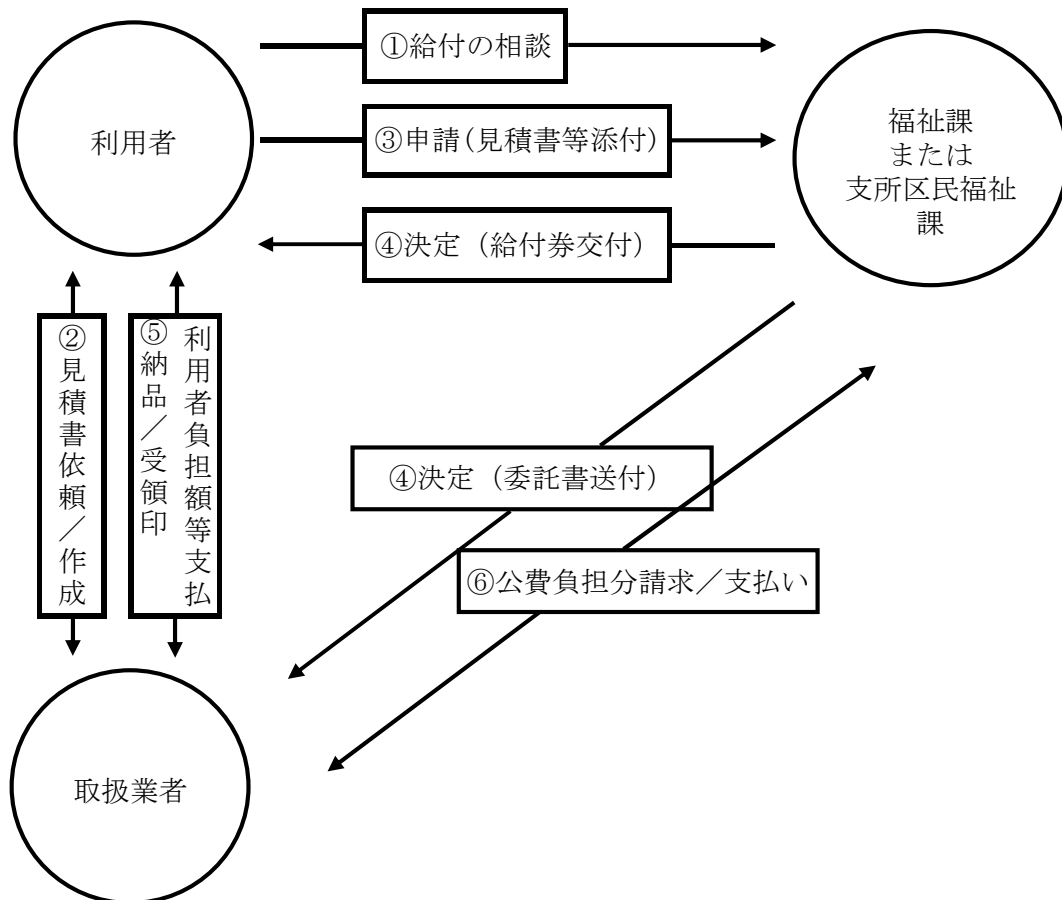 ①給付の相談
利用者
③申請(見積書等添付)
福祉課
または
支所区民福祉
課
④決定（給付券交付）
②見積書依頼／作成
⑤納品／受領印
利用者負担額等支払
④決定（委託書送付）
⑥公費負担分請求／支払い
取扱業者